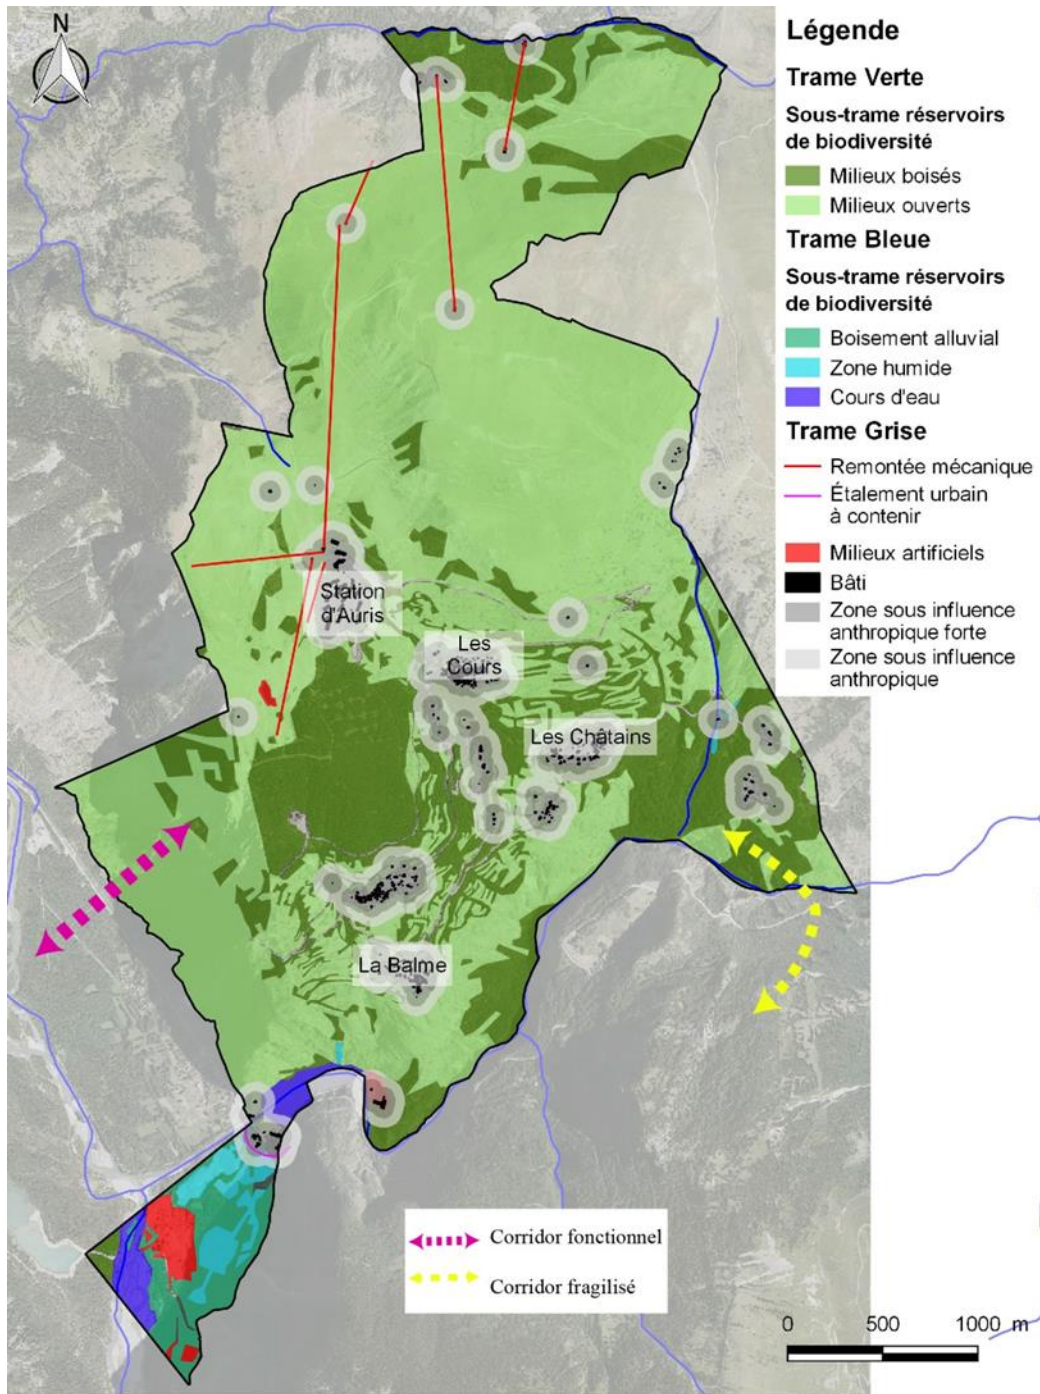 N
Légende
Trame Verte
Sous-trame réservoirs
de biodiversité
Milieux boisés
Milieux ouverts
Trame Bleue
Sous-trame réservoirs
de biodiversité
Boisement alluvial
Zone humide
Cours d'eau
Trame Grise
Remontée mécanique
Étalement urbain
à contenir
Milieux artificiels
Bâti
Zone sous influence
anthropique forte
Zone sous influence
anthropique
Station
d'Auris
Les
Cours
Les Châtains
La Balme
Corridor fonctionnel
Corridor fragilisé
0 500 1000 m